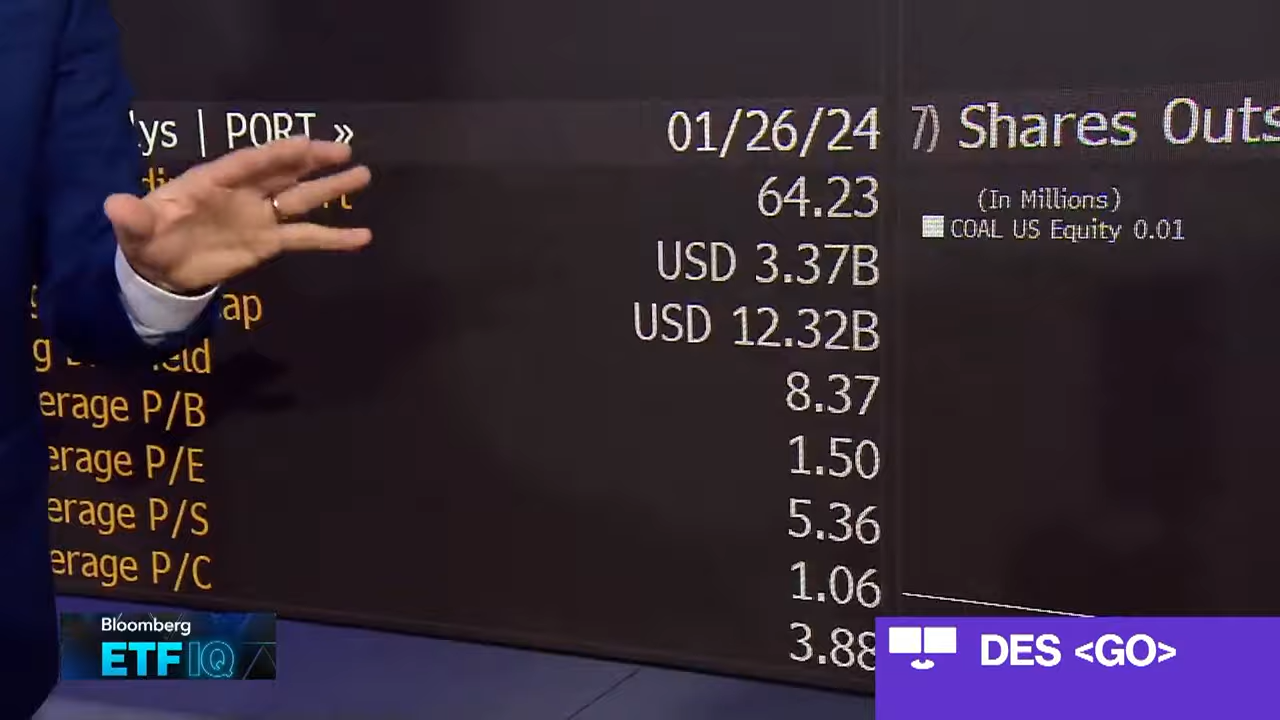 lys | PORT » 01/26/24
64.23
USD 3.37B
ap USD 12.32B
eld 8.37
erage P/B 1.50
erage P/E 5.36
erage P/S 1.06
erage P/C 3.88
7) Shares Outs
(In Millions)
COAL US Equity 0.01
Bloomberg
ETF IQ
DES <GO>